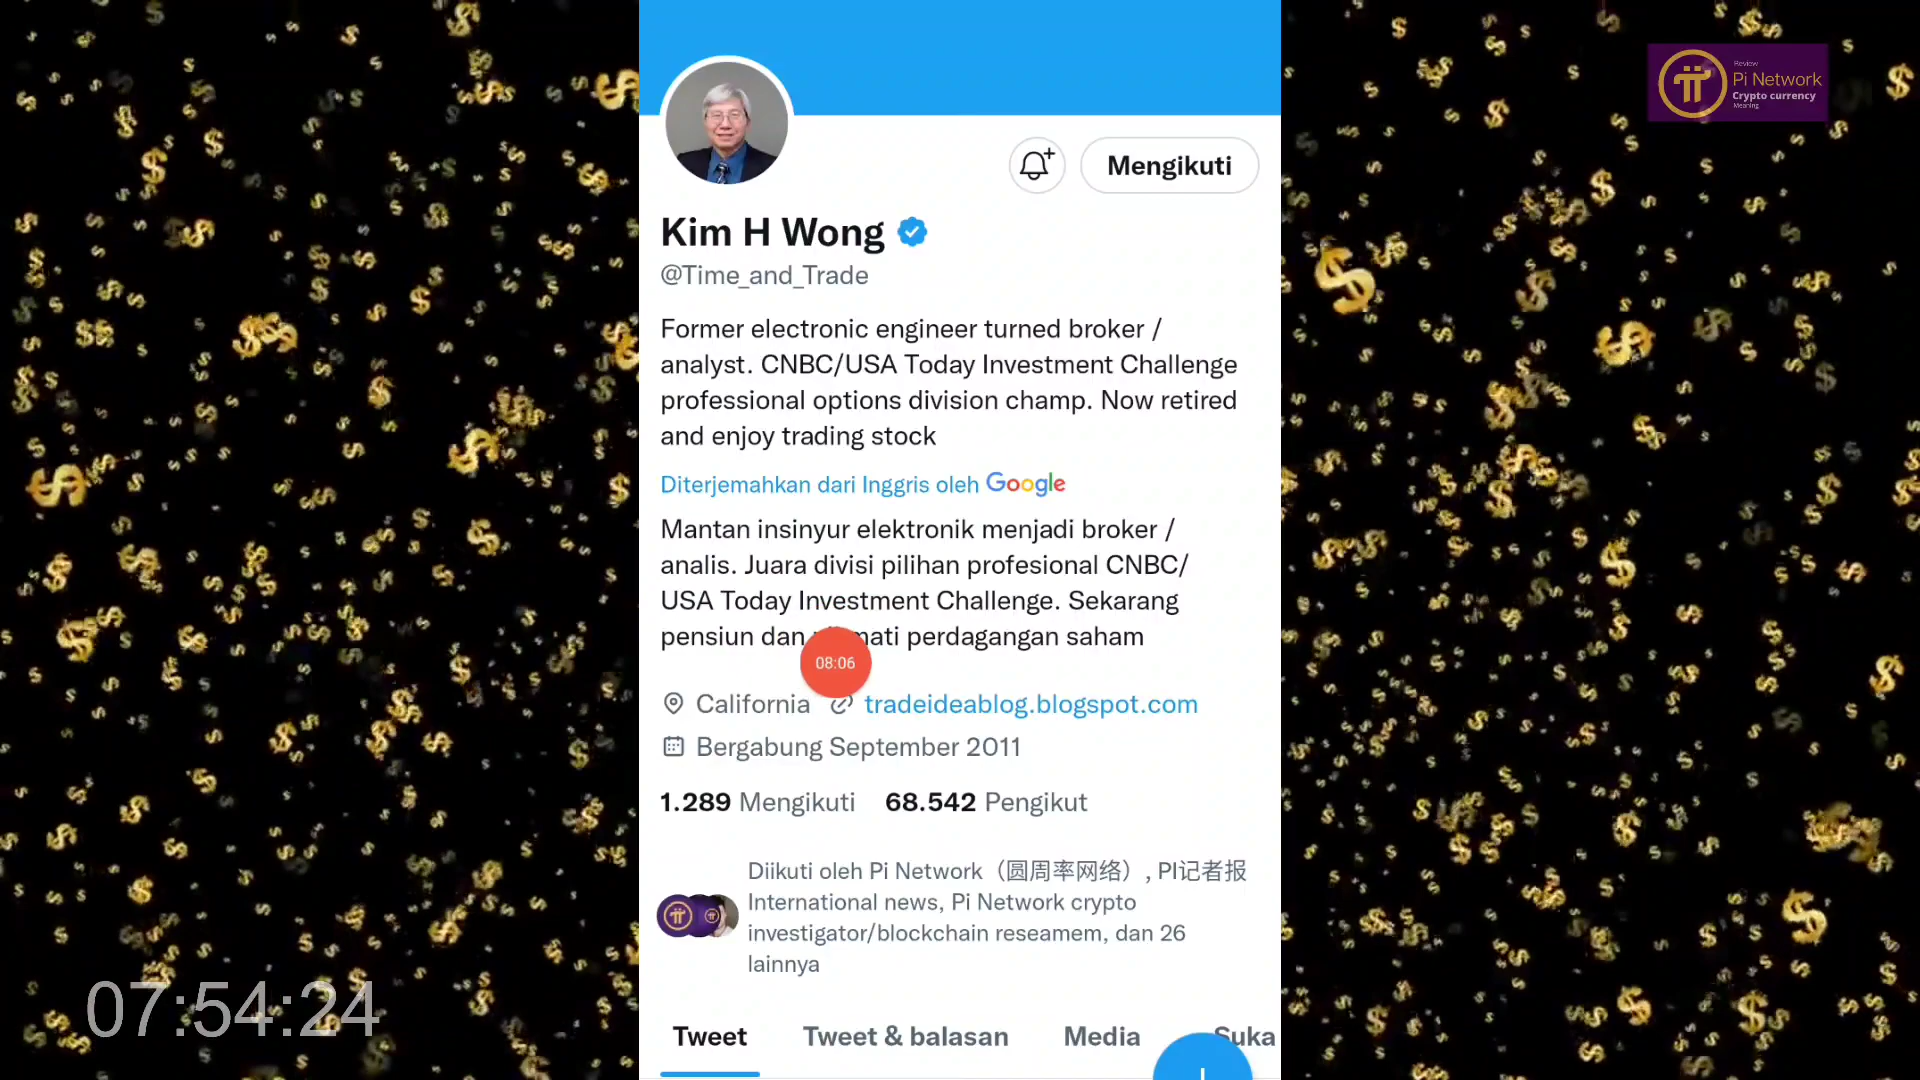 Review
Pi Network
Crypto currency
Meaning
Mengikuti
Kim H Wong
@Time_and_Trade
Former electronic engineer turned broker /
analyst. CNBC/USA Today Investment Challenge
professional options division champ. Now retired
and enjoy trading stock
Diterjemahkan dari Inggris oleh Google
Mantan insinyur elektronik menjadi broker /
analis. Juara divisi pilihan profesional CNBC/
USA Today Investment Challenge. Sekarang
pensiun dan perdagangan saham
08:06
California tradeideablog.blogspot.com
Bergabung September 2011
1.289 Mengikuti 68.542 Pengikut
Diikuti oleh Pi Network（圆周率网络）, PI记者报
International news, Pi Network crypto
investigator/blockchain reseamem, dan 26
lainnya
07:54:24
Tweet Tweet & balasan Media Suka